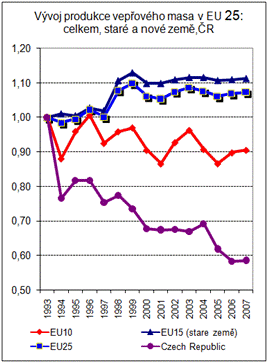 Vývoj produkce vepřového masa v EU 25:
celkem, staré a nové země,ČR
1,20
1,10
1,00
0,90
0,80
0,70
0,60
0,50
1993 1994 1995 1996 1997 1998 1999 2000 2001 2002 2003 2004 2005 2006 2007
EU10 EU15 (stare země)
EU25 Czech Republic